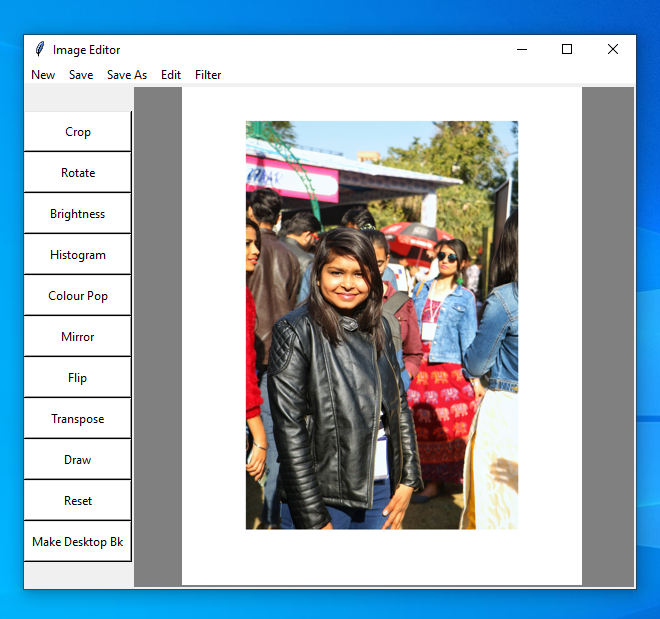 Image Editor
New Save Save As Edit Filter
Crop
Rotate
Brightness
Histogram
Colour Pop
Mirror
Flip
Transpose
Draw
Reset
Make Desktop Bk